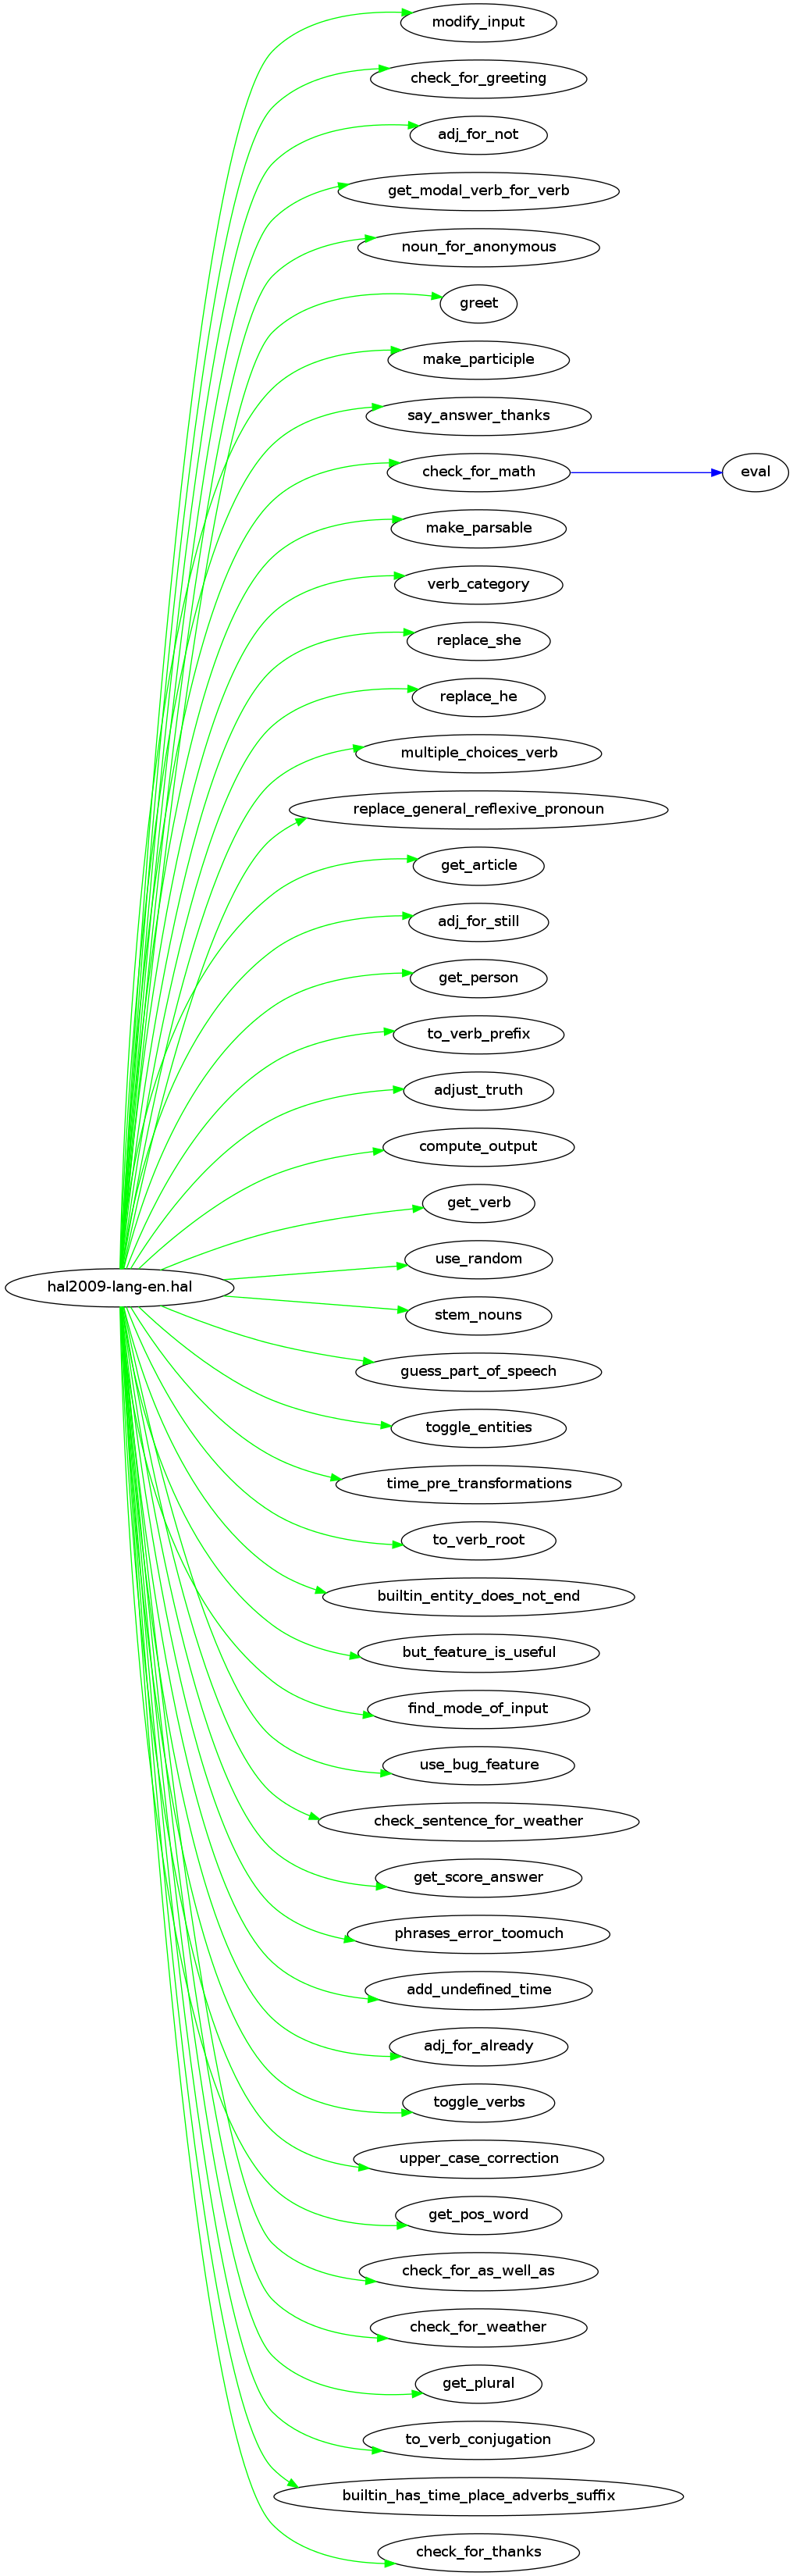 modify_input
check_for_greeting
adj_for_not
get_modal_verb_for_verb
noun_for_anonymous
greet
make_participle
say_answer_thanks
check_for_math
eval
make_parsable
verb_category
replace_she
replace_he
multiple_choices_verb
replace_general_reflexive_pronoun
get_article
adj_for_still
get_person
to_verb_prefix
adjust_truth
compute_output
get_verb
use_random
hal2009-lang-en.hal
stem_nouns
guess_part_of_speech
toggle_entities
time_pre_transformations
to_verb_root
builtin_entity_does_not_end
but_feature_is_useful
find_mode_of_input
use_bug_feature
check_sentence_for_weather
get_score_answer
phrases_error_toomuch
add_undefined_time
adj_for_already
toggle_verbs
upper_case_correction
get_pos_word
check_for_as_well_as
check_for_weather
get_plural
to_verb_conjugation
builtin_has_time_place_adverbs_suffix
check_for_thanks